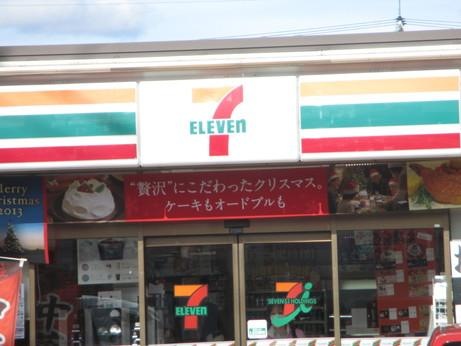 7
ELEVEn
Merry
Christmas
2013
"贅沢"にこだわったクリスマス。
ケーキもオードブルも
7
ELEVEn
SEVEN&i HOLDINGS